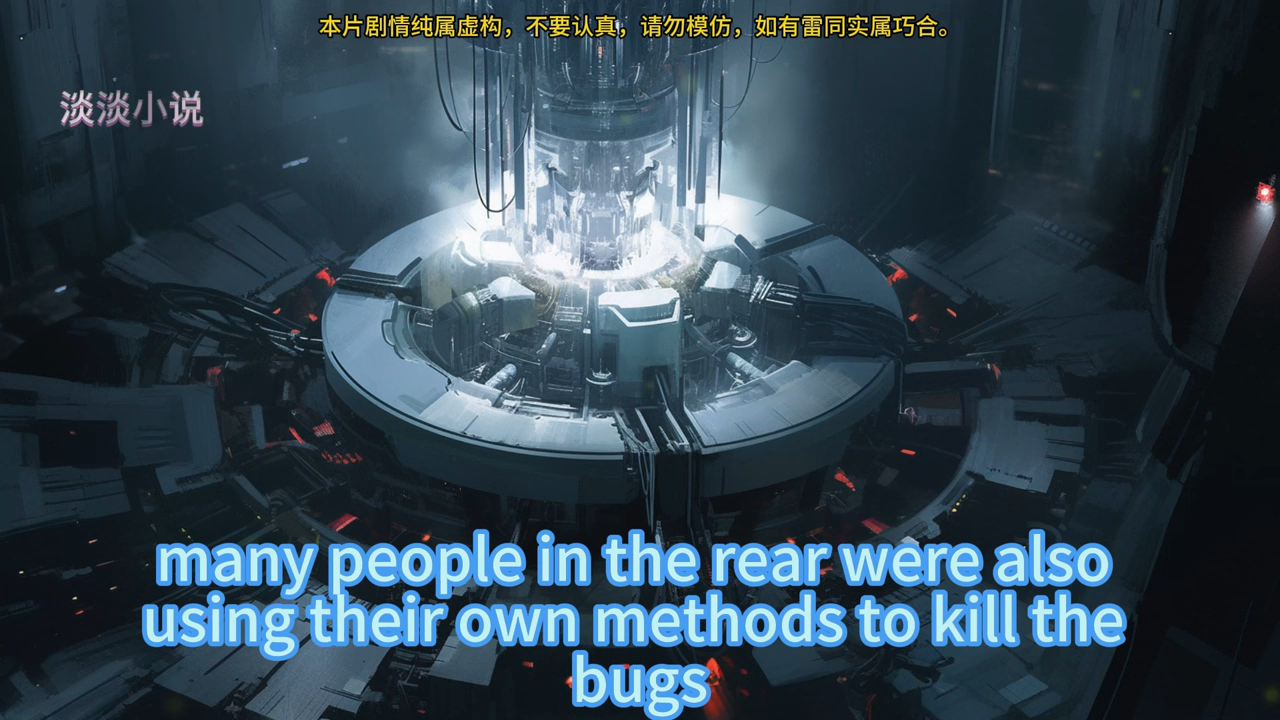 本片剧情纯属虚构，不要认真，请勿模仿，如有雷同实属巧合。
淡淡小说
many people in the rear were also
using their own methods to kill the
bugs